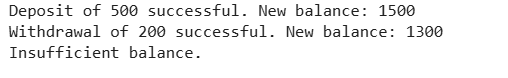 Deposit of 500 successful. New balance: 1500
Withdrawal of 200 successful. New balance: 1300
Insufficient balance.